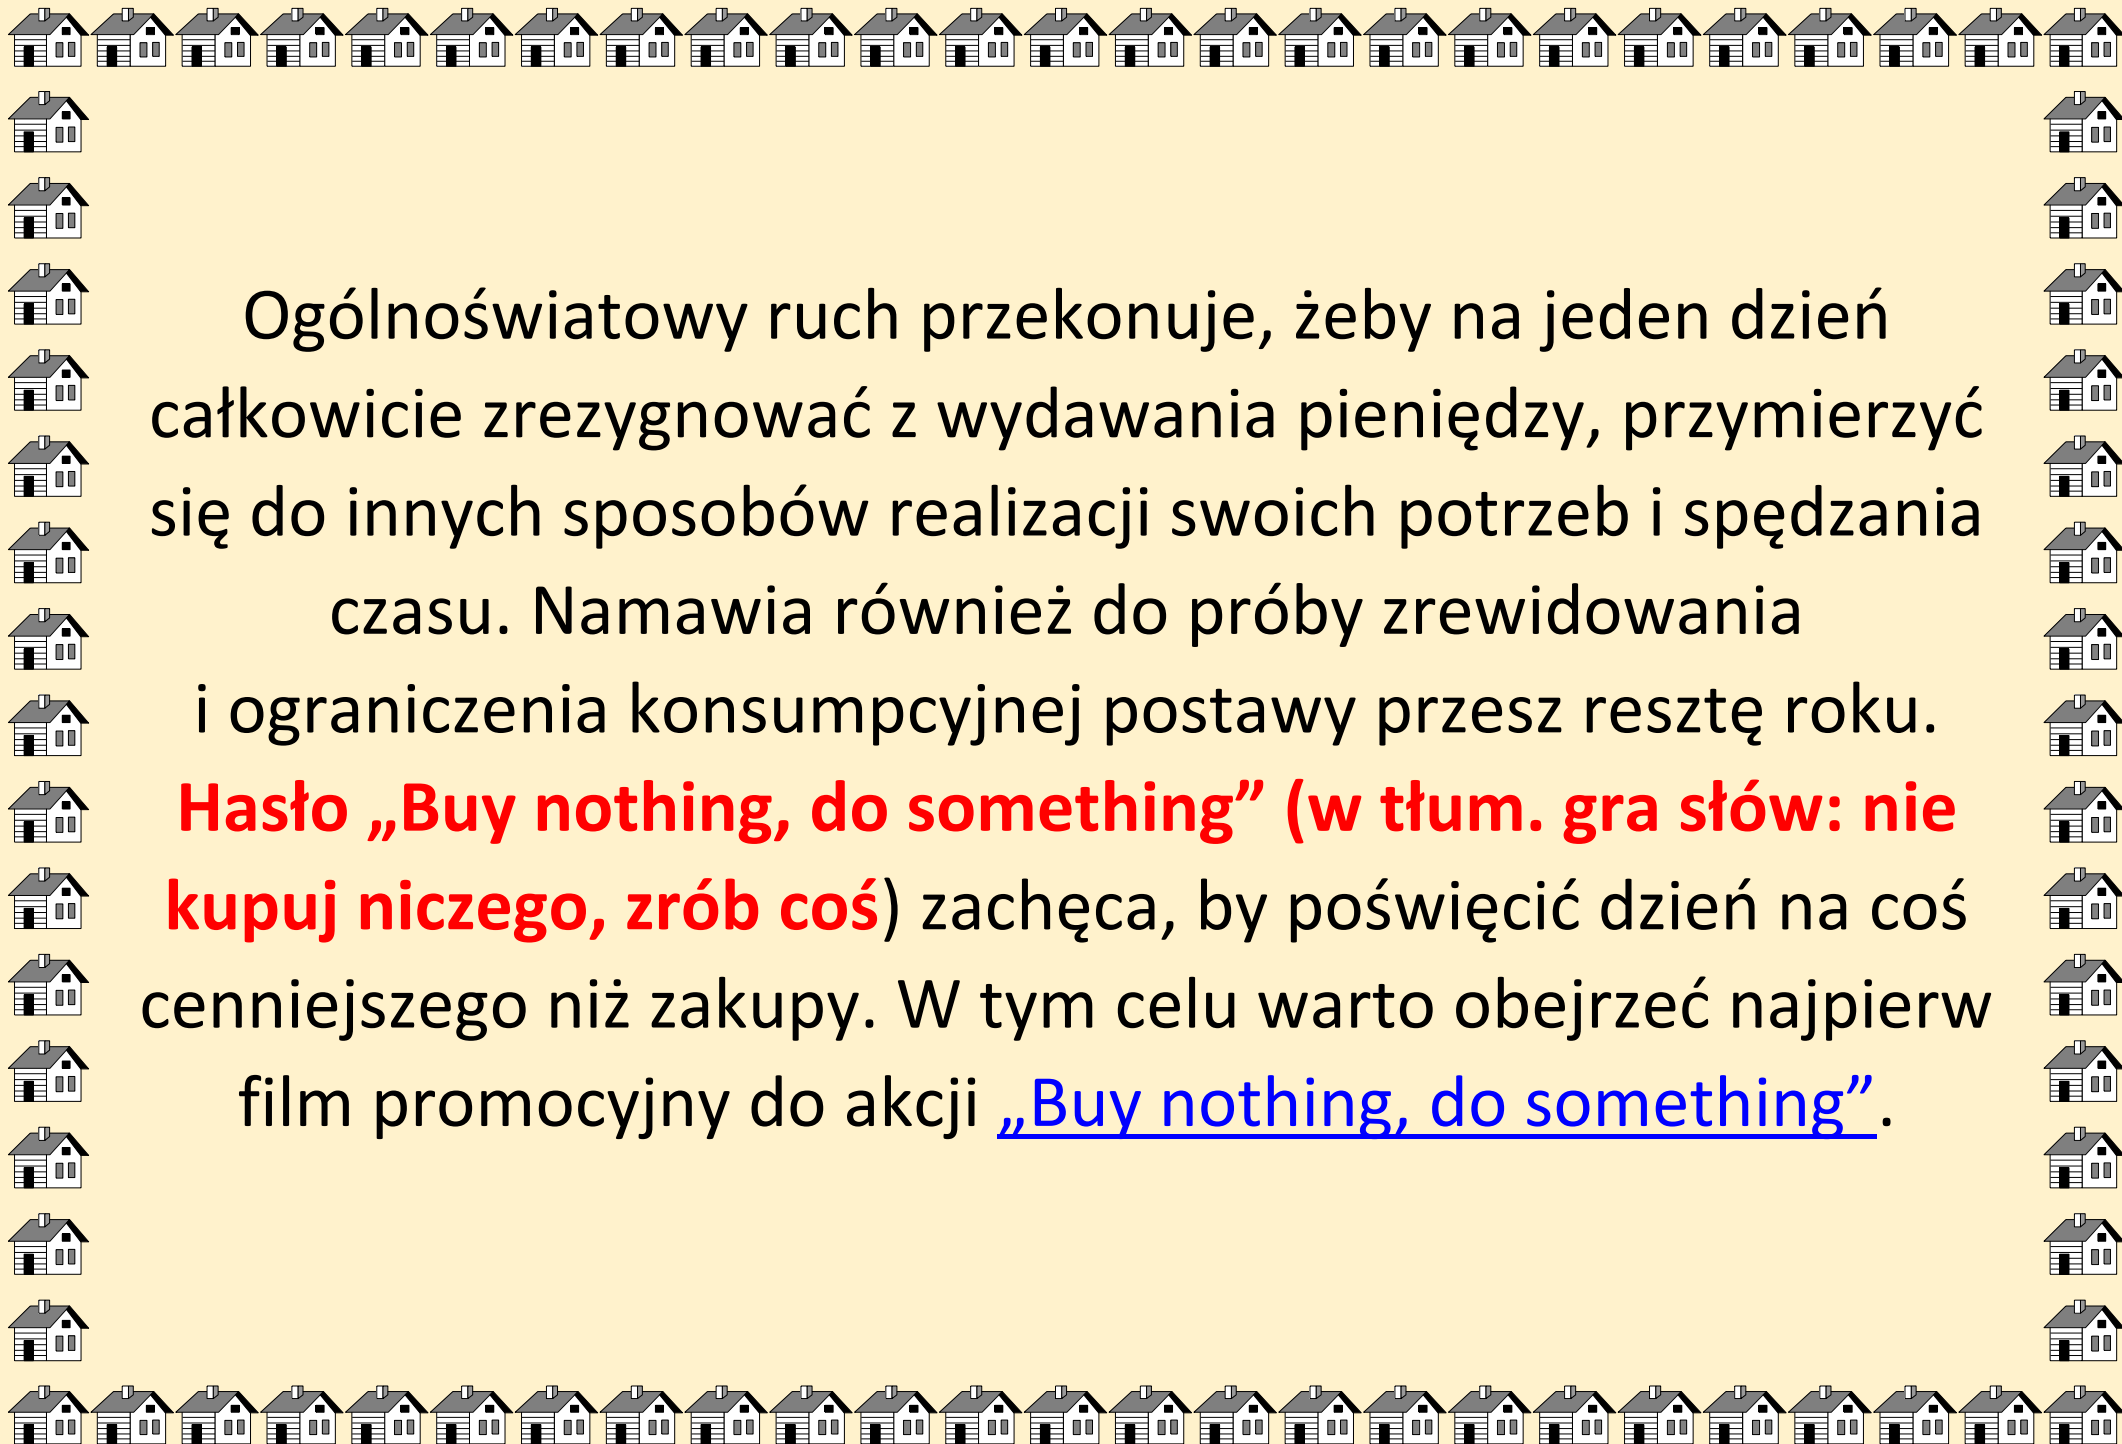 Ogólnoświatowy ruch przekonuje, żeby na jeden dzień
całkowicie zrezygnować z wydawania pieniędzy, przymierzyć
się do innych sposobów realizacji swoich potrzeb i spędzania
czasu. Namawia również do próby zrewidowania
i ograniczenia konsumpcyjnej postawy przesz resztę roku.
Hasło „Buy nothing, do something” (w tłum. gra słów: nie
kupuj niczego, zrób coś) zachęca, by poświęcić dzień na coś
cenniejszego niż zakupy. W tym celu warto obejrzeć najpierw
film promocyjny do akcji „Buy nothing, do something”.